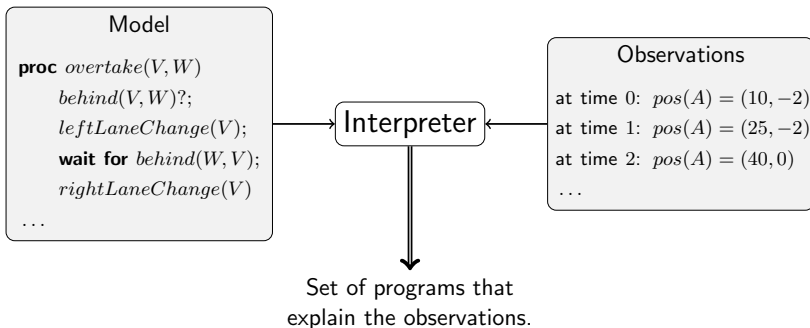 Model
proc overtake(V, W)
behind(V, W)?;
leftLaneChange(V);
wait for behind(W, V);
rightLaneChange(V)
...
Interpreter
Observations
at time 0: pos(A) = (10, −2)
at time 1: pos(A) = (25, −2)
at time 2: pos(A) = (40, 0)
...
Set of programs that
explain the observations.